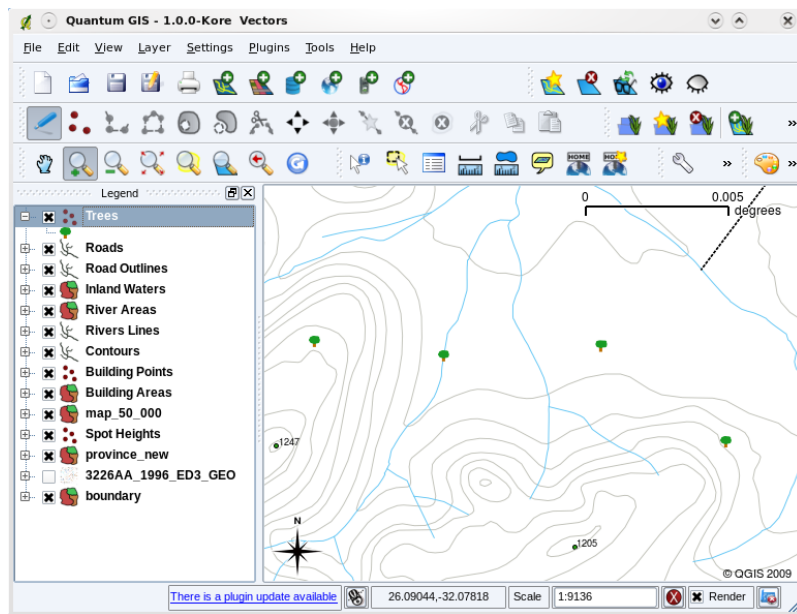 Quantum GIS - 1.0.0-Kore Vectors
File Edit View Layer Settings Plugins Tools Help
HOME
Legend
Trees
Roads
Road Outlines
Inland Waters
River Areas
Rivers Lines
Contours
Building Points
Building Areas
map_50_000
Spot Heights
province_new
3226AA_1996_ED3_GEO
boundary
0 0.005
degrees
1247
1205
N
© QGIS 2009
There is a plugin update available 26.09044,-32.07818 Scale 1:9136 Render